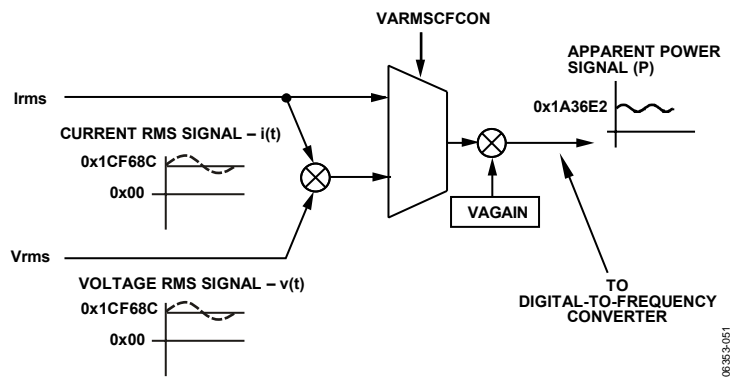 VARMSCFCON
APPARENT POWER
SIGNAL (P)
Irms
0x1A36E2
CURRENT RMS SIGNAL – i(t)
0x1CF68C
0x00
VAGAIN
Vrms
VOLTAGE RMS SIGNAL – v(t)
0x1CF68C
0x00
TO
DIGITAL-TO-FREQUENCY
CONVERTER
06353-051